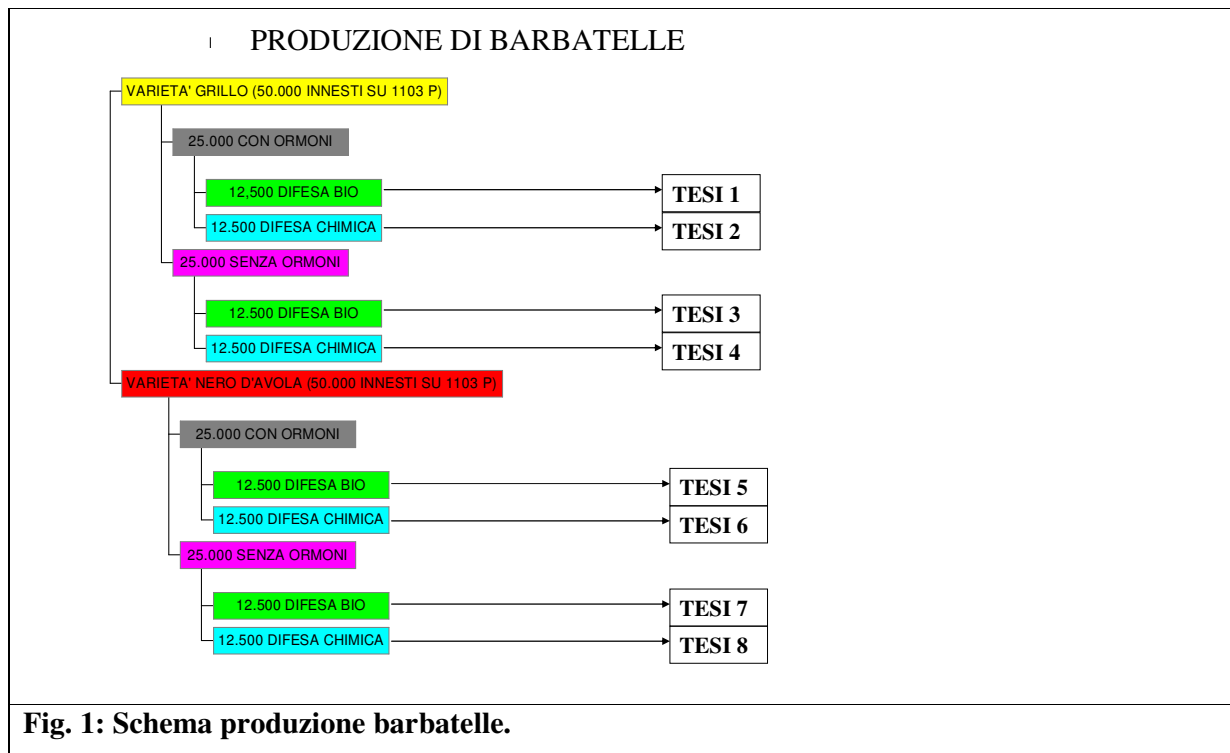 PRODUZIONE DI BARBATELLE
VARIETA' GRILLO (50.000 INNESTI SU 1103 P)
25.000 CON ORMONI
12,500 DIFESA BIO
TESI 1
12.500 DIFESA CHIMICA
TESI 2
25.000 SENZA ORMONI
12.500 DIFESA BIO
TESI 3
12.500 DIFESA CHIMICA
TESI 4
VARIETA' NERO D'AVOLA (50.000 INNESTI SU 1103 P)
25.000 CON ORMONI
12.500 DIFESA BIO
TESI 5
12.500 DIFESA CHIMICA
TESI 6
25.000 SENZA ORMONI
12.500 DIFESA BIO
TESI 7
12.500 DIFESA CHIMICA
TESI 8
Fig. 1: Schema produzione barbatelle.